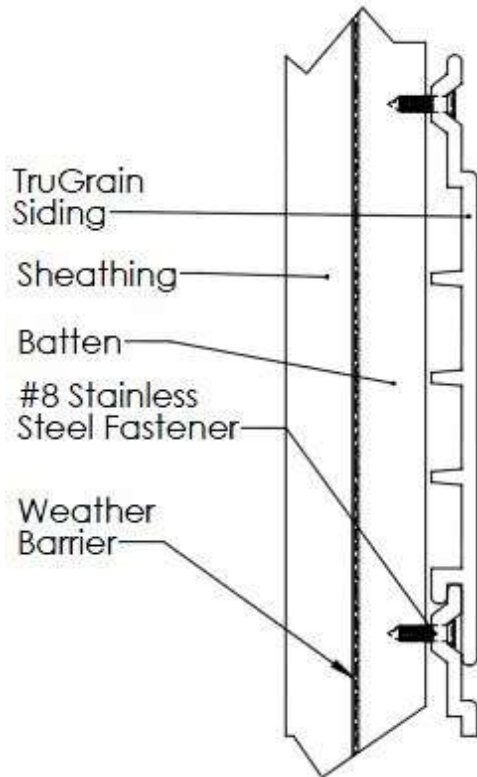 TruGrain
Siding
Sheathing
Batten
#8 Stainless
Steel Fastener
Weather
Barrier